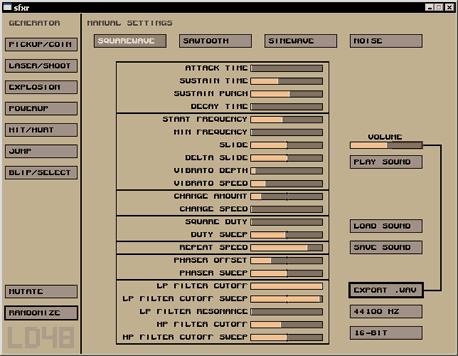 sfxr
GENERATOR
MANUAL SETTINGS
PICKUP/COIN
LASER/SHOOT
EXPLOSION
POWERUP
HIT/HURT
JUMP
BLIP/SELECT
MUTATE
RANDOMIZE
LD48
SQUAREWAVE
SAWTOOTH
SINEWAVE
NOISE
ATTACK TIME
SUSTAIN TIME
SUSTAIN PUNCH
DECAY TIME
START FREQUENCY
MIN FREQUENCY
SLIDE
DELTA SLIDE
VIBRATO DEPTH
VIBRATO SPEED
CHANGE AMOUNT
CHANGE SPEED
SQUARE DUTY
DUTY SWEEP
REPEAT SPEED
PHASER OFFSET
PHASER SWEEP
LP FILTER CUTOFF
LP FILTER CUTOFF SWEEP
LP FILTER RESONANCE
HP FILTER CUTOFF
HP FILTER CUTOFF SWEEP
VOLUME
PLAY SOUND
LOAD SOUND
SAVE SOUND
EXPORT .WAV
44100 HZ
16-BIT